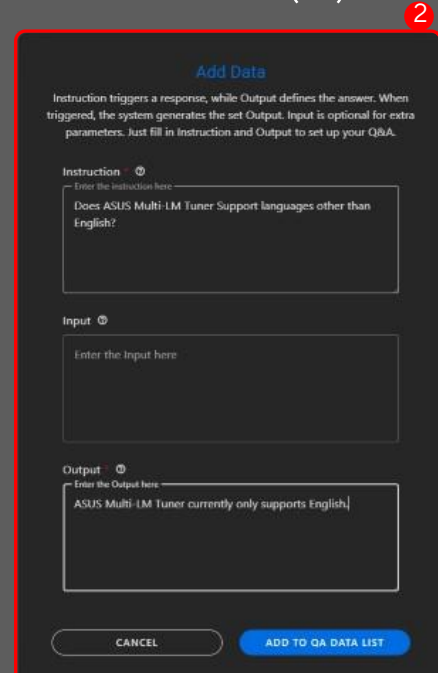 2
Add Data
Instruction triggers a response, while Output defines the answer. When
triggered, the system generates the set Output. Input is optional for extra
parameters. Just fill in Instruction and Output to set up your Q&A.
Instruction *
Enter the instruction here
Does ASUS Multi-LM Tuner Support languages other than
English?
Input
Enter the Input here
Output *
Enter the Output here
ASUS Multi-LM Tuner currently only supports English.
CANCEL
ADD TO QA DATA LIST